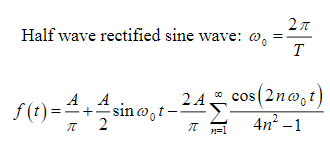 Half wave rectified sine wave: ω₀ = 2π/T
f(t) = A/π + A/2 sin ω₀t − 2A/π ∑_{n=1}^{∞} cos(2nω₀t)/(4n² − 1)